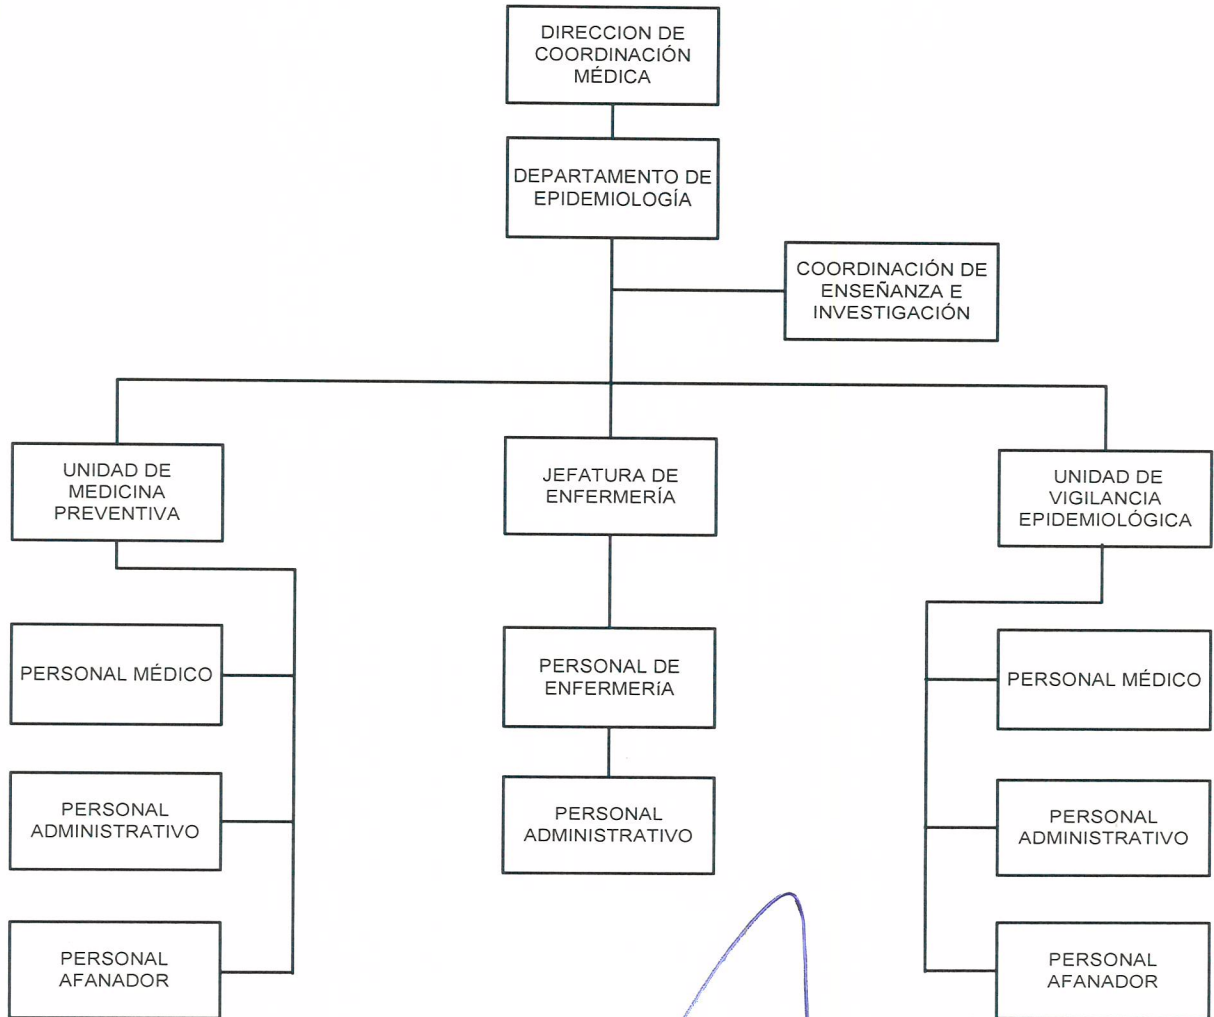 DIRECCION DE
COORDINACIÓN
MÉDICA
DEPARTAMENTO DE
EPIDEMIOLOGÍA
COORDINACIÓN DE
ENSEÑANZA E
INVESTIGACIÓN
UNIDAD DE
MEDICINA
PREVENTIVA
JEFATURA DE
ENFERMERÍA
UNIDAD DE
VIGILANCIA
EPIDEMIOLÓGICA
PERSONAL MÉDICO
PERSONAL DE
ENFERMERíA
PERSONAL MÉDICO
PERSONAL
ADMINISTRATIVO
PERSONAL
ADMINISTRATIVO
PERSONAL
ADMINISTRATIVO
PERSONAL
AFANADOR
PERSONAL
AFANADOR